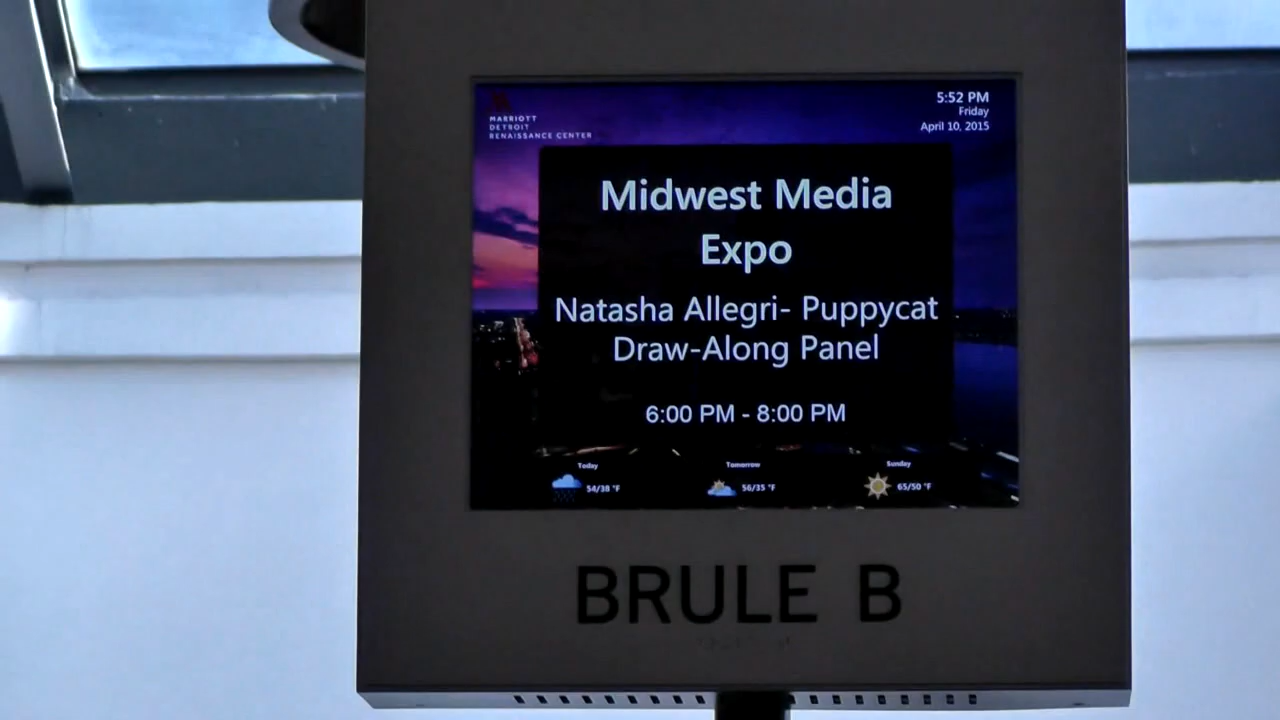 MARRIOTT
DETROIT
RENAISSANCE CENTER
5:52 PM
Friday
April 10, 2015
Midwest Media
Expo
Natasha Allegri- Puppycat
Draw-Along Panel
6:00 PM - 8:00 PM
Today
54/38 °F
Tomorrow
56/35 °F
Sunday
65/50 °F
BRULE B